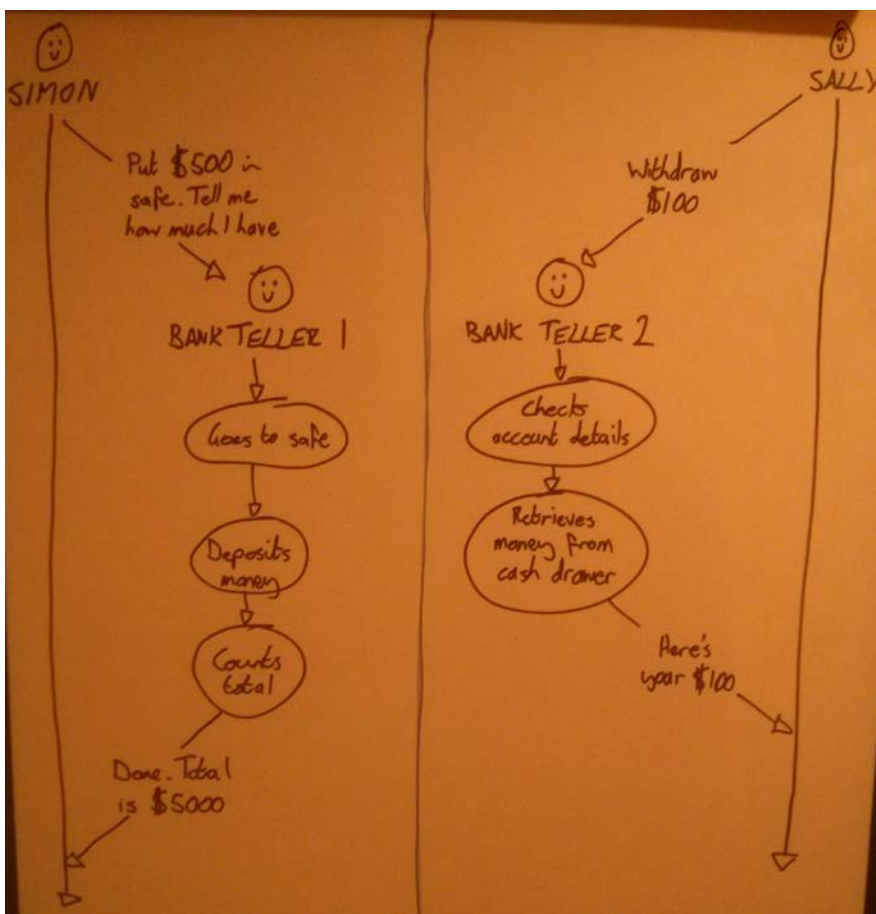 SIMON
Put $500 in
safe. Tell me
how much I have
BANK TELLER 1
Goes to safe
Deposits
money
Counts
total
Done. Total
is $5000
SALLY
Withdraw
$100
BANK TELLER 2
Checks
account details
Retrieves
money from
cash drawer
Here's
your $100